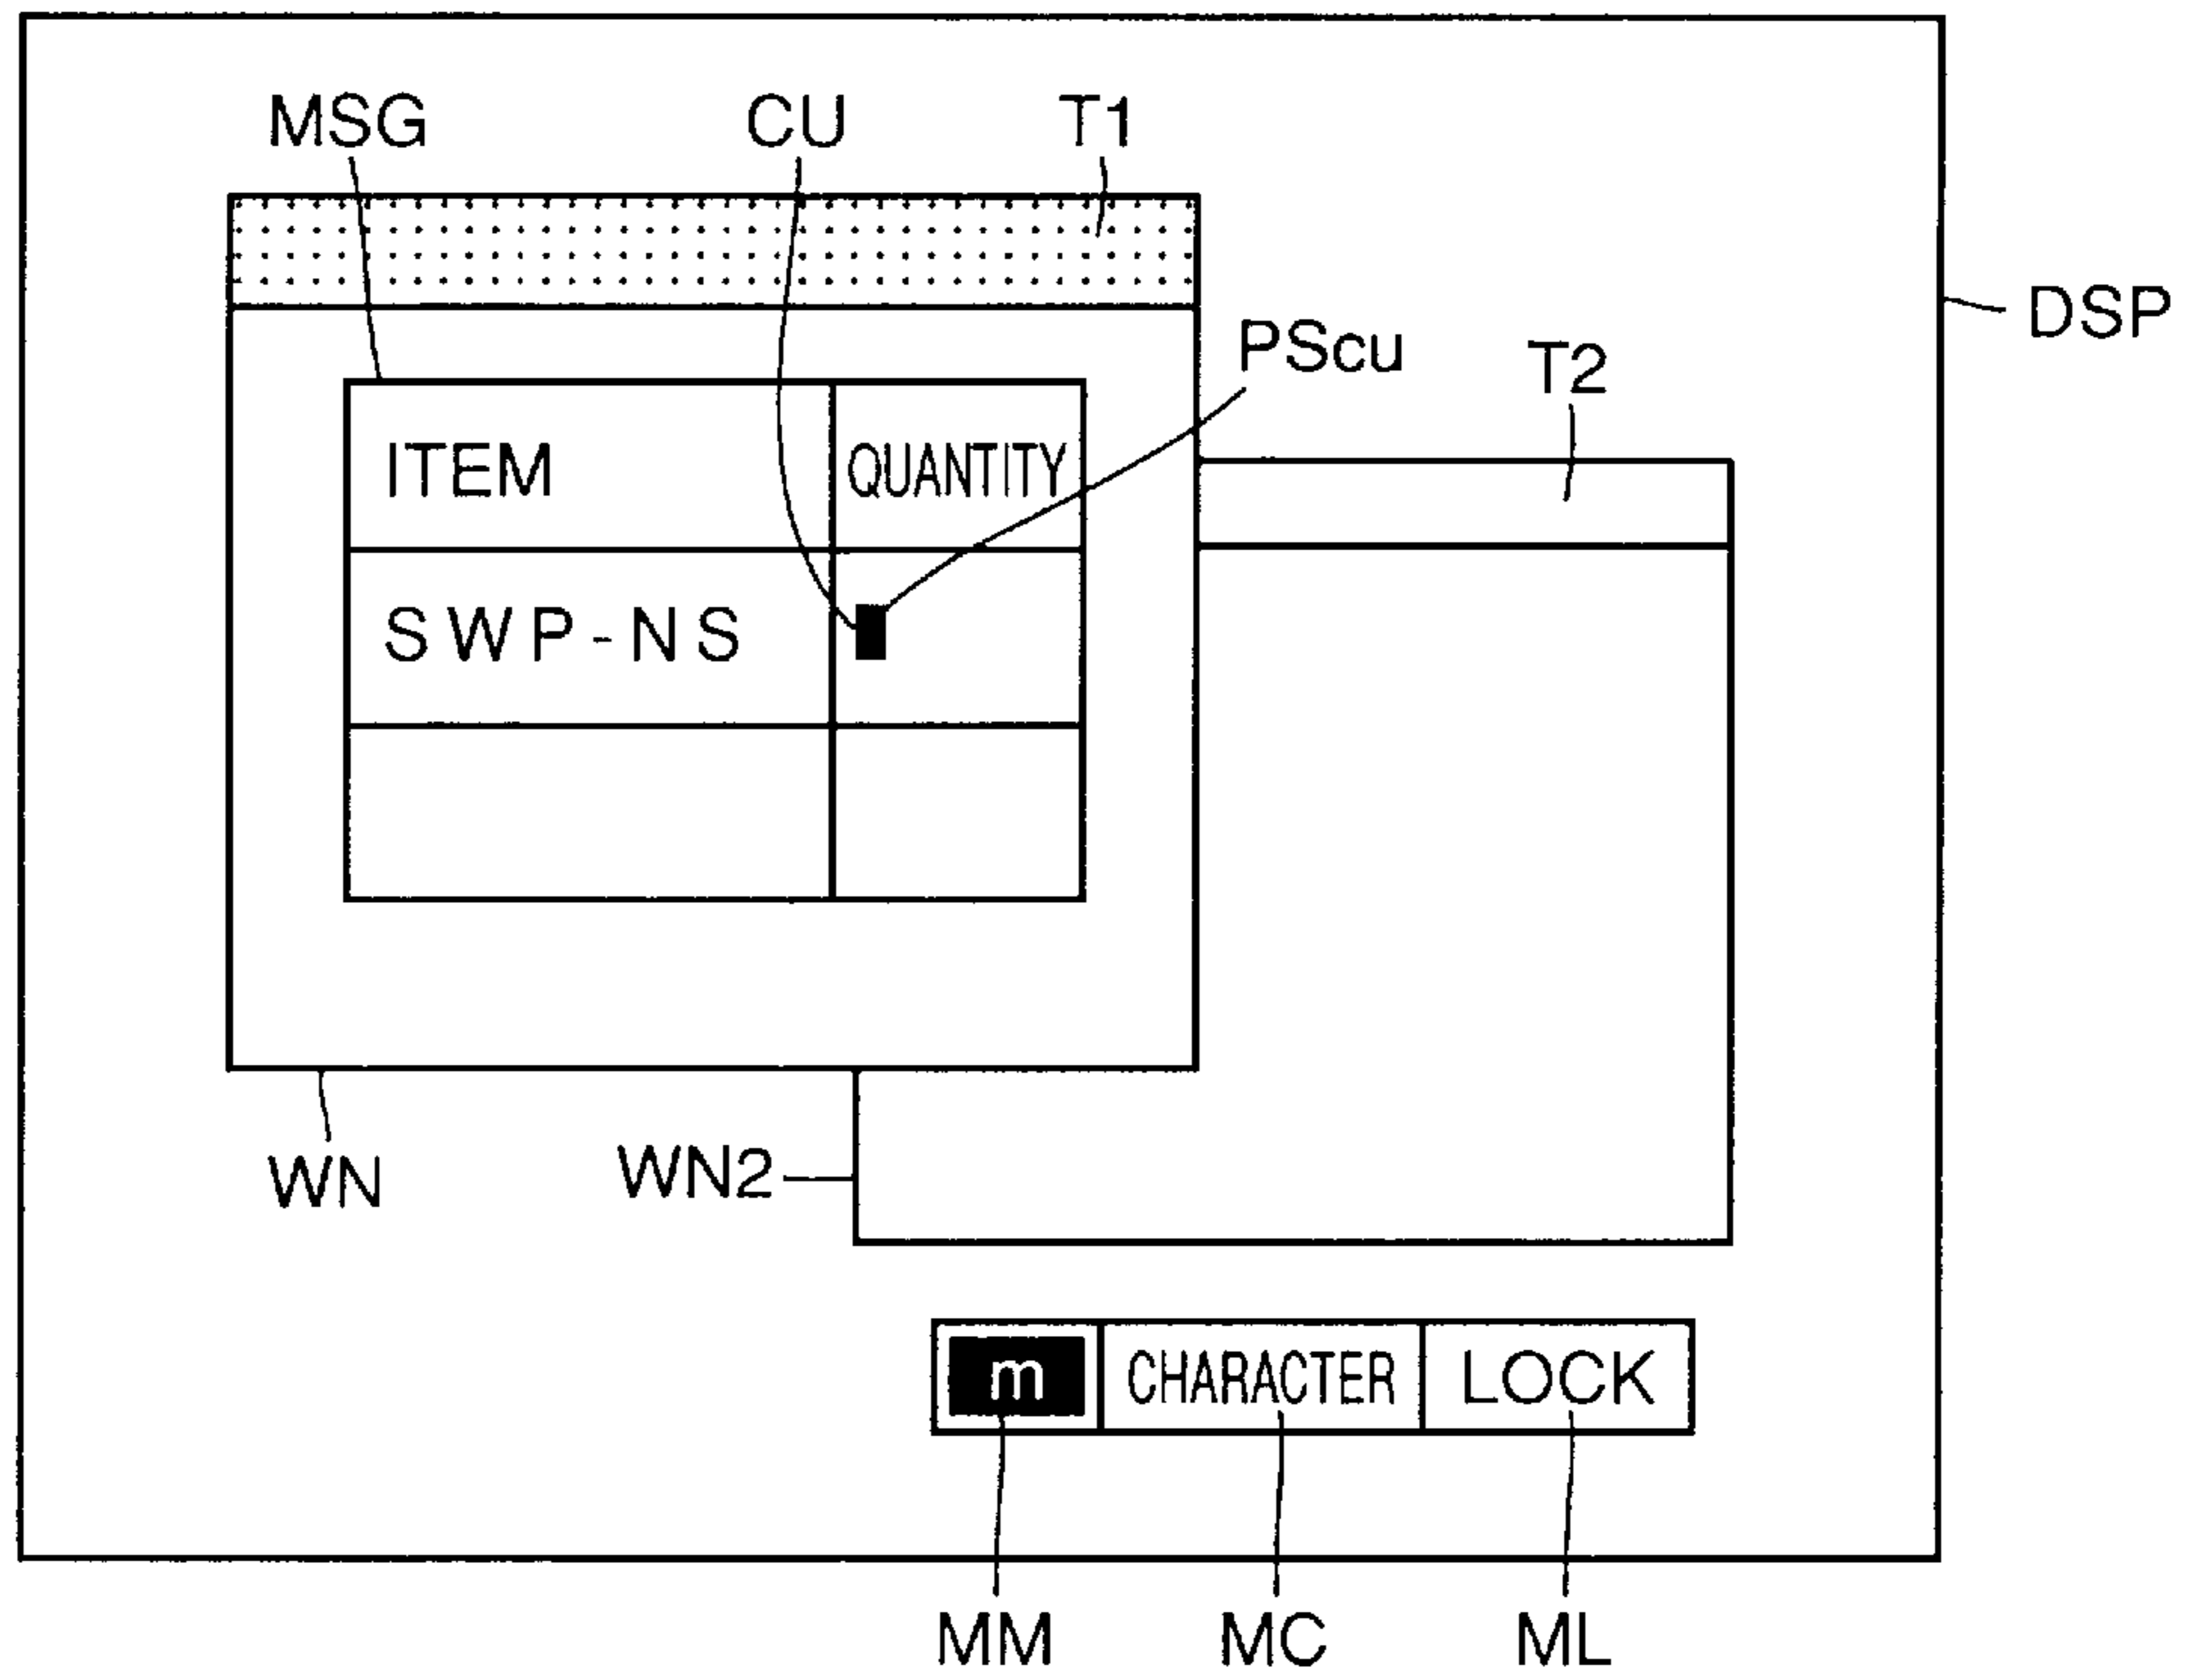 MSG CU T1
DSP
PScu T2
ITEM QUANTITY
SWP-NS
WN WN2
m CHARACTER LOCK
MM MC ML